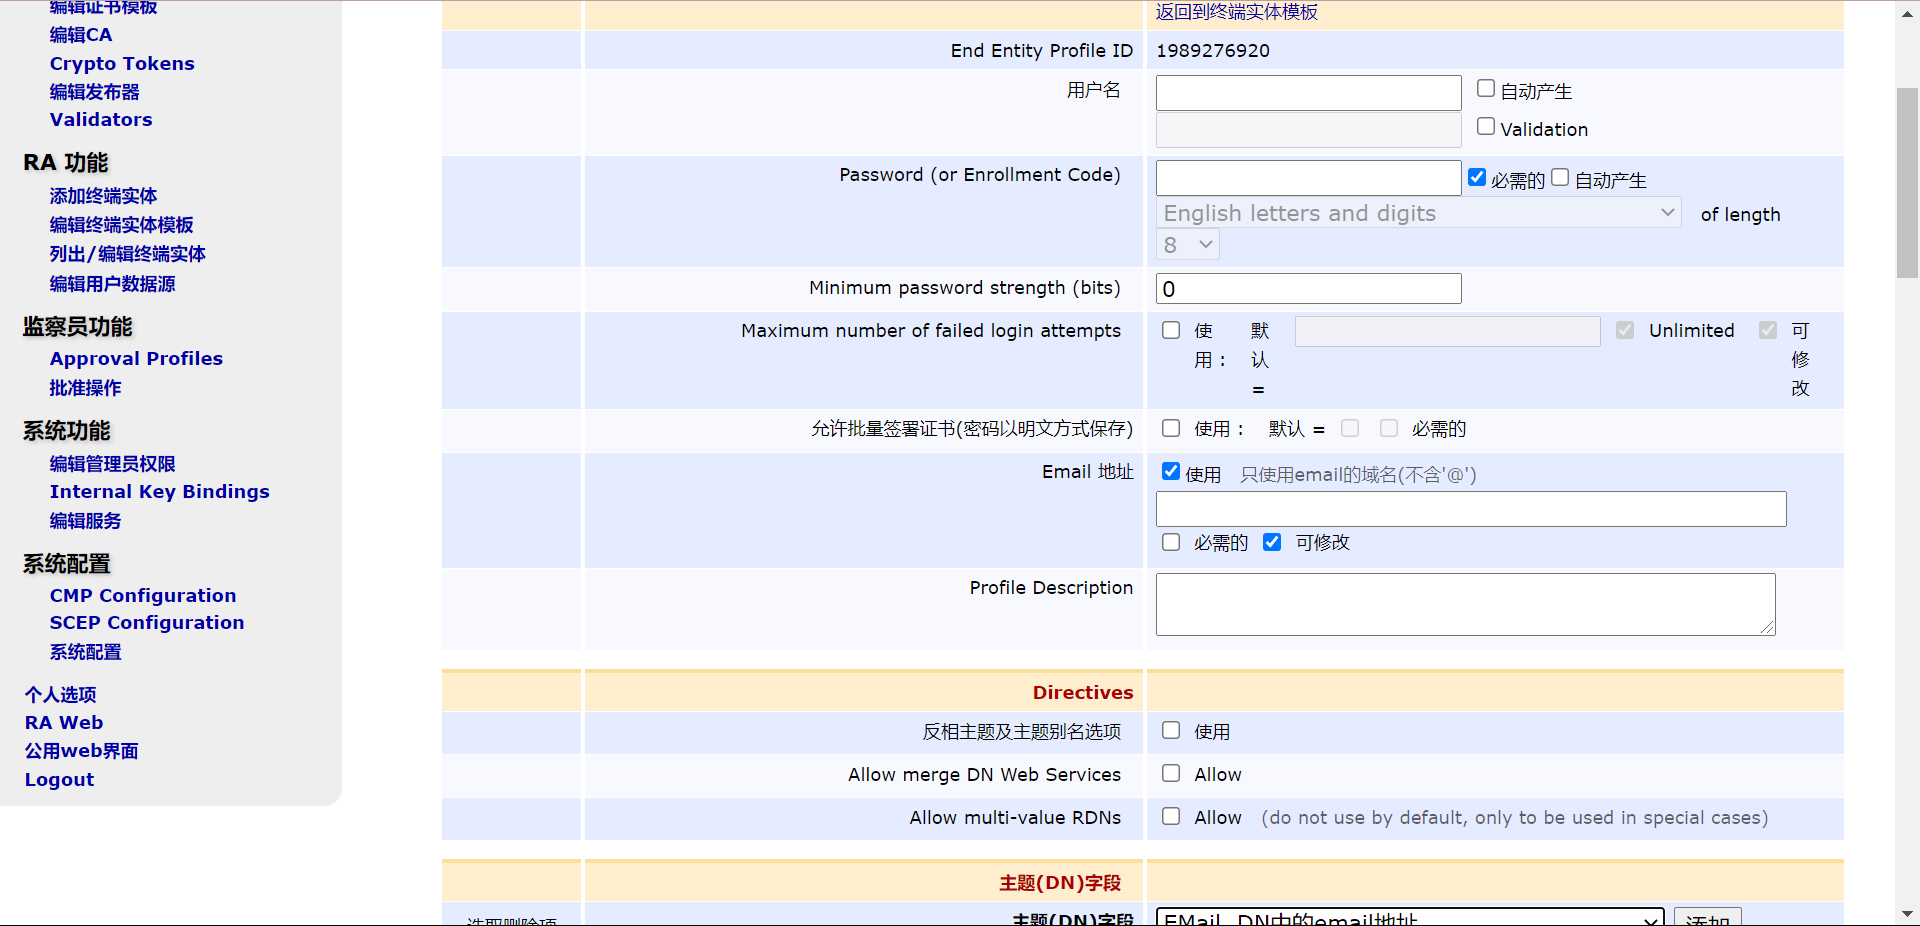 编辑证书模板
编辑CA
Crypto Tokens
编辑发布器
Validators
RA 功能
添加终端实体
编辑终端实体模板
列出/编辑终端实体
编辑用户数据源
监察员功能
Approval Profiles
批准操作
系统功能
编辑管理员权限
Internal Key Bindings
编辑服务
系统配置
CMP Configuration
SCEP Configuration
系统配置
个人选项
RA Web
公用web界面
Logout
返回到终端实体模板
End Entity Profile ID 1989276920
用户名 自动产生
Validation
Password (or Enrollment Code) 必需的 自动产生
English letters and digits of length
8
Minimum password strength (bits) 0
Maximum number of failed login attempts 使用： 默认 = Unlimited 可修改
允许批量签署证书(密码以明文方式保存) 使用： 默认 = 必需的
Email 地址 使用 只使用email的域名(不含'@')
必需的 可修改
Profile Description
Directives
反相主题及主题别名选项 使用
Allow merge DN Web Services Allow
Allow multi-value RDNs Allow (do not use by default, only to be used in special cases)
主题(DN)字段
选取删除项 主题(DN)字段 EMail, DN中的email地址 添加